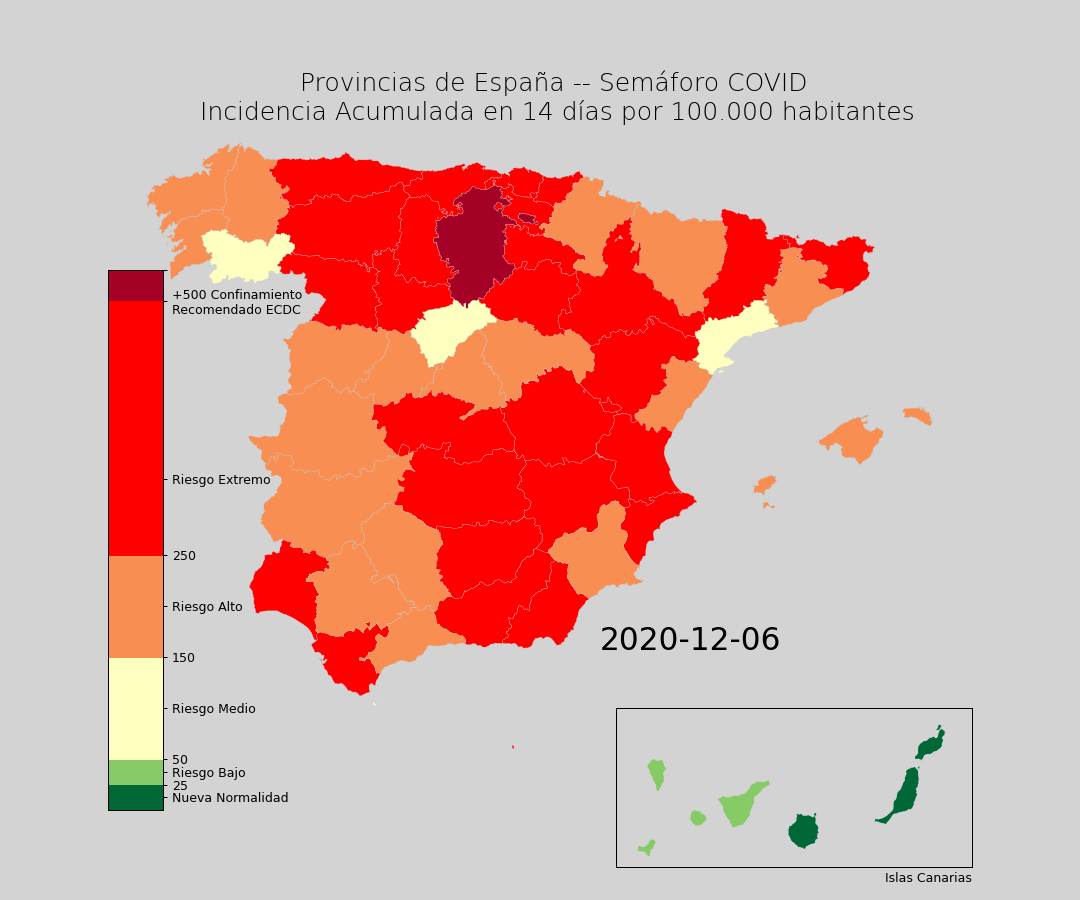 Provincias de España -- Semáforo COVID
Incidencia Acumulada en 14 días por 100.000 habitantes
+500 Confinamiento
Recomendado ECDC
Riesgo Extremo
250
Riesgo Alto
150
Riesgo Medio
50
Riesgo Bajo
25
Nueva Normalidad
2020-12-06
Islas Canarias